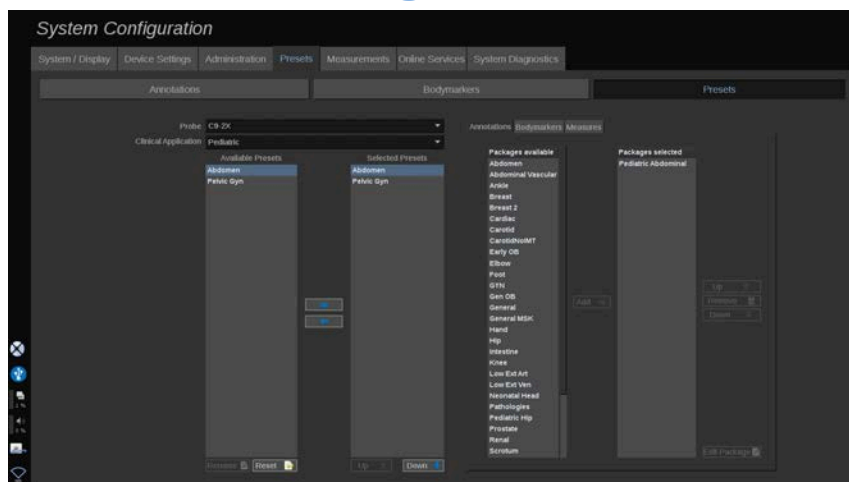 System Configuration
System / Display Device Settings Administration Presets Measurements Online Services System Diagnostics
Annotations Bodymarkers Presets
Probe C9-2X
Clinical Application Pediatric
Available Presets Selected Presets
Abdomen Abdomen
Pelvic Gyn Pelvic Gyn
Reset
Up Down
Annotations Bodymarkers Measures
Packages available
Abdomen
Abdominal Vascular
Ankle
Breast
Breast 2
Cardiac
Carotid
CarotidNoIMT
Early OB
Elbow
Foot
GYN
Gen OB
General
General MSK
Hand
Hip
Intestine
Knee
Low Ext Art
Low Ext Ven
Neonatal Head
Pathologies
Pediatric Hip
Prostate
Renal
Scrotum
Add
Packages selected
Pediatric Abdominal
Up
Remove
Down
Edit Package